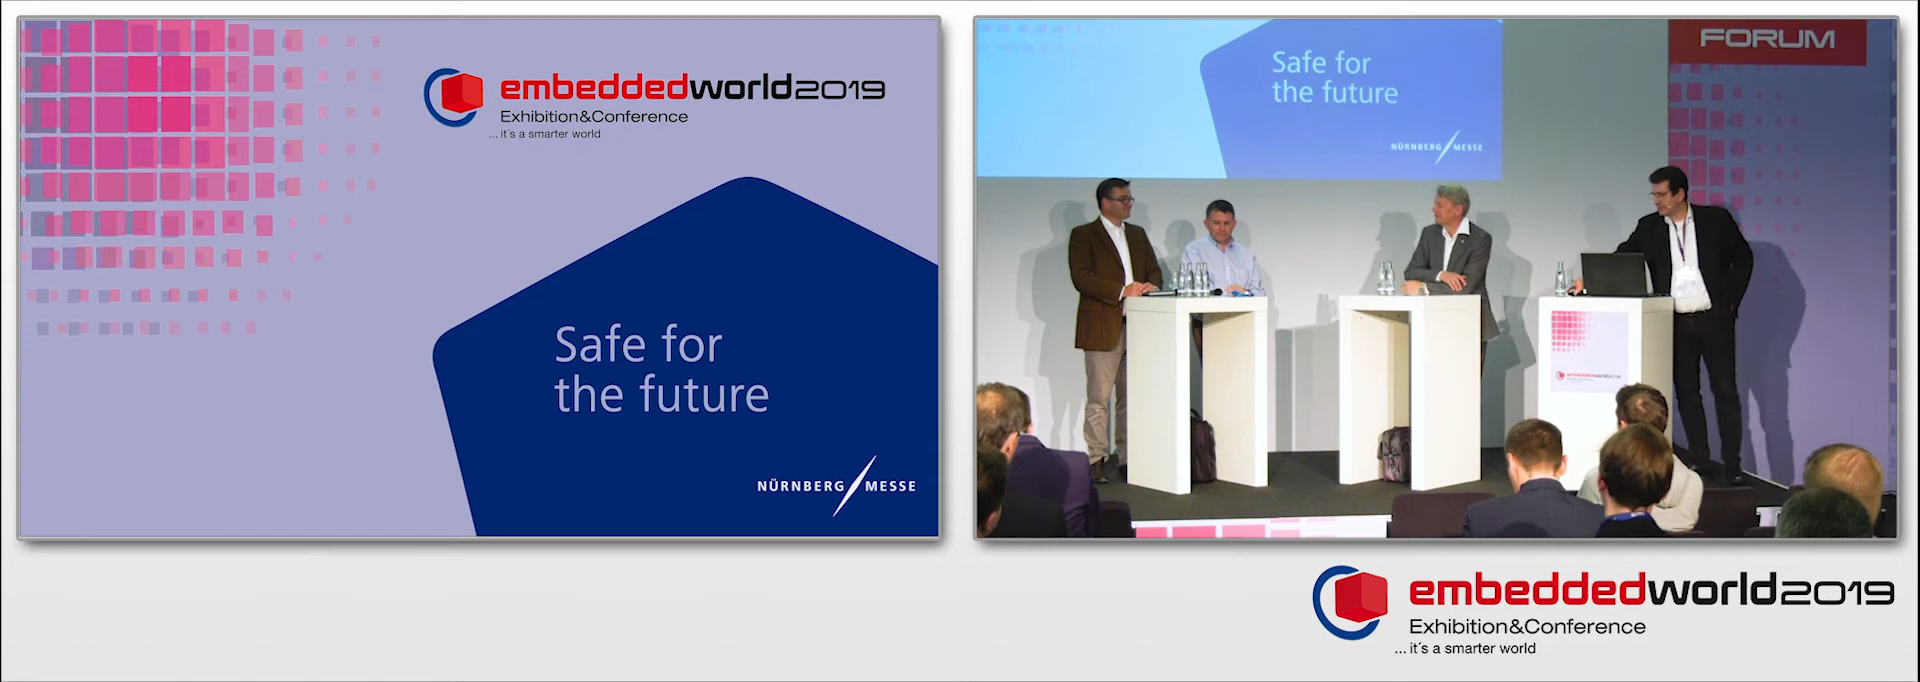 embeddedworld2019
Exhibition&Conference
... it's a smarter world
Safe for
the future
NÜRNBERG MESSE
Safe for
the future
NÜRNBERG MESSE
FORUM
embeddedworld2019
embeddedworld2019
Exhibition&Conference
... it's a smarter world